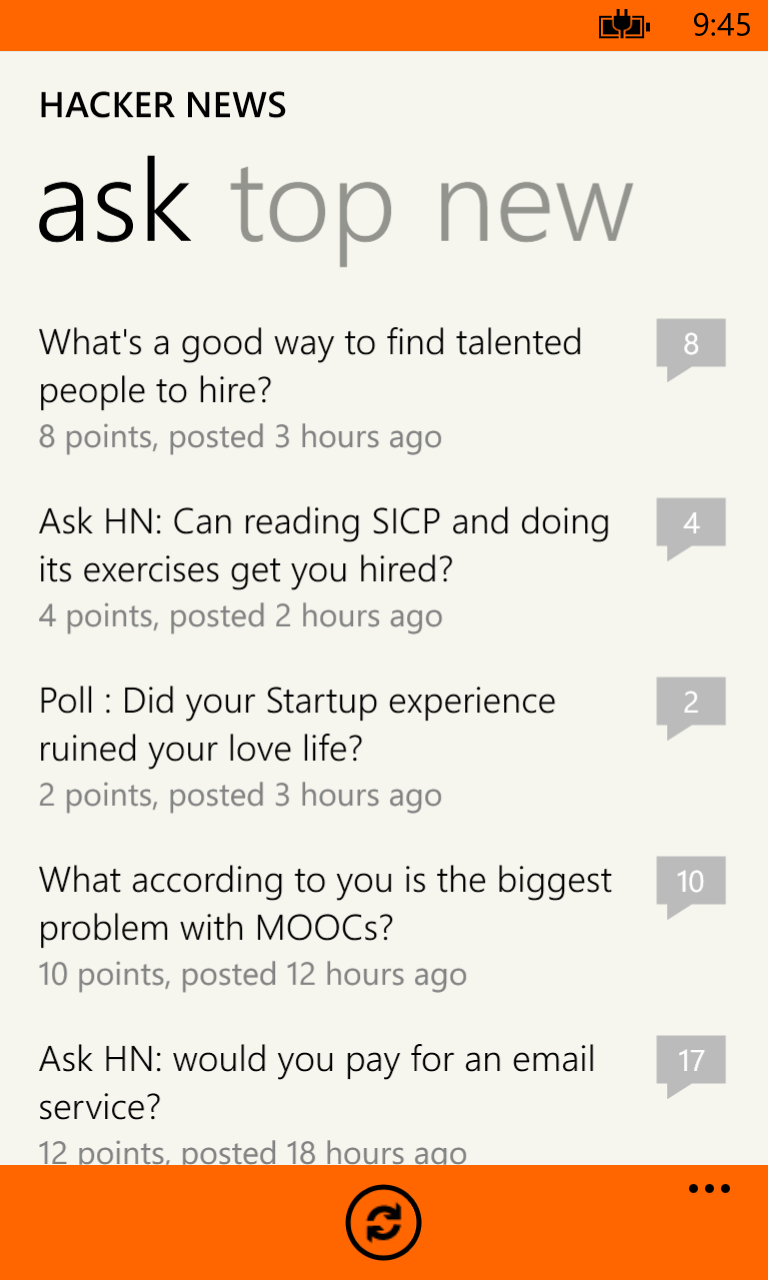 9:45
HACKER NEWS
ask top new
What's a good way to find talented
people to hire?
8
8 points, posted 3 hours ago
Ask HN: Can reading SICP and doing
its exercises get you hired?
4
4 points, posted 2 hours ago
Poll : Did your Startup experience
ruined your love life?
2
2 points, posted 3 hours ago
What according to you is the biggest
problem with MOOCs?
10
10 points, posted 12 hours ago
Ask HN: would you pay for an email
service?
17
12 points, posted 18 hours ago